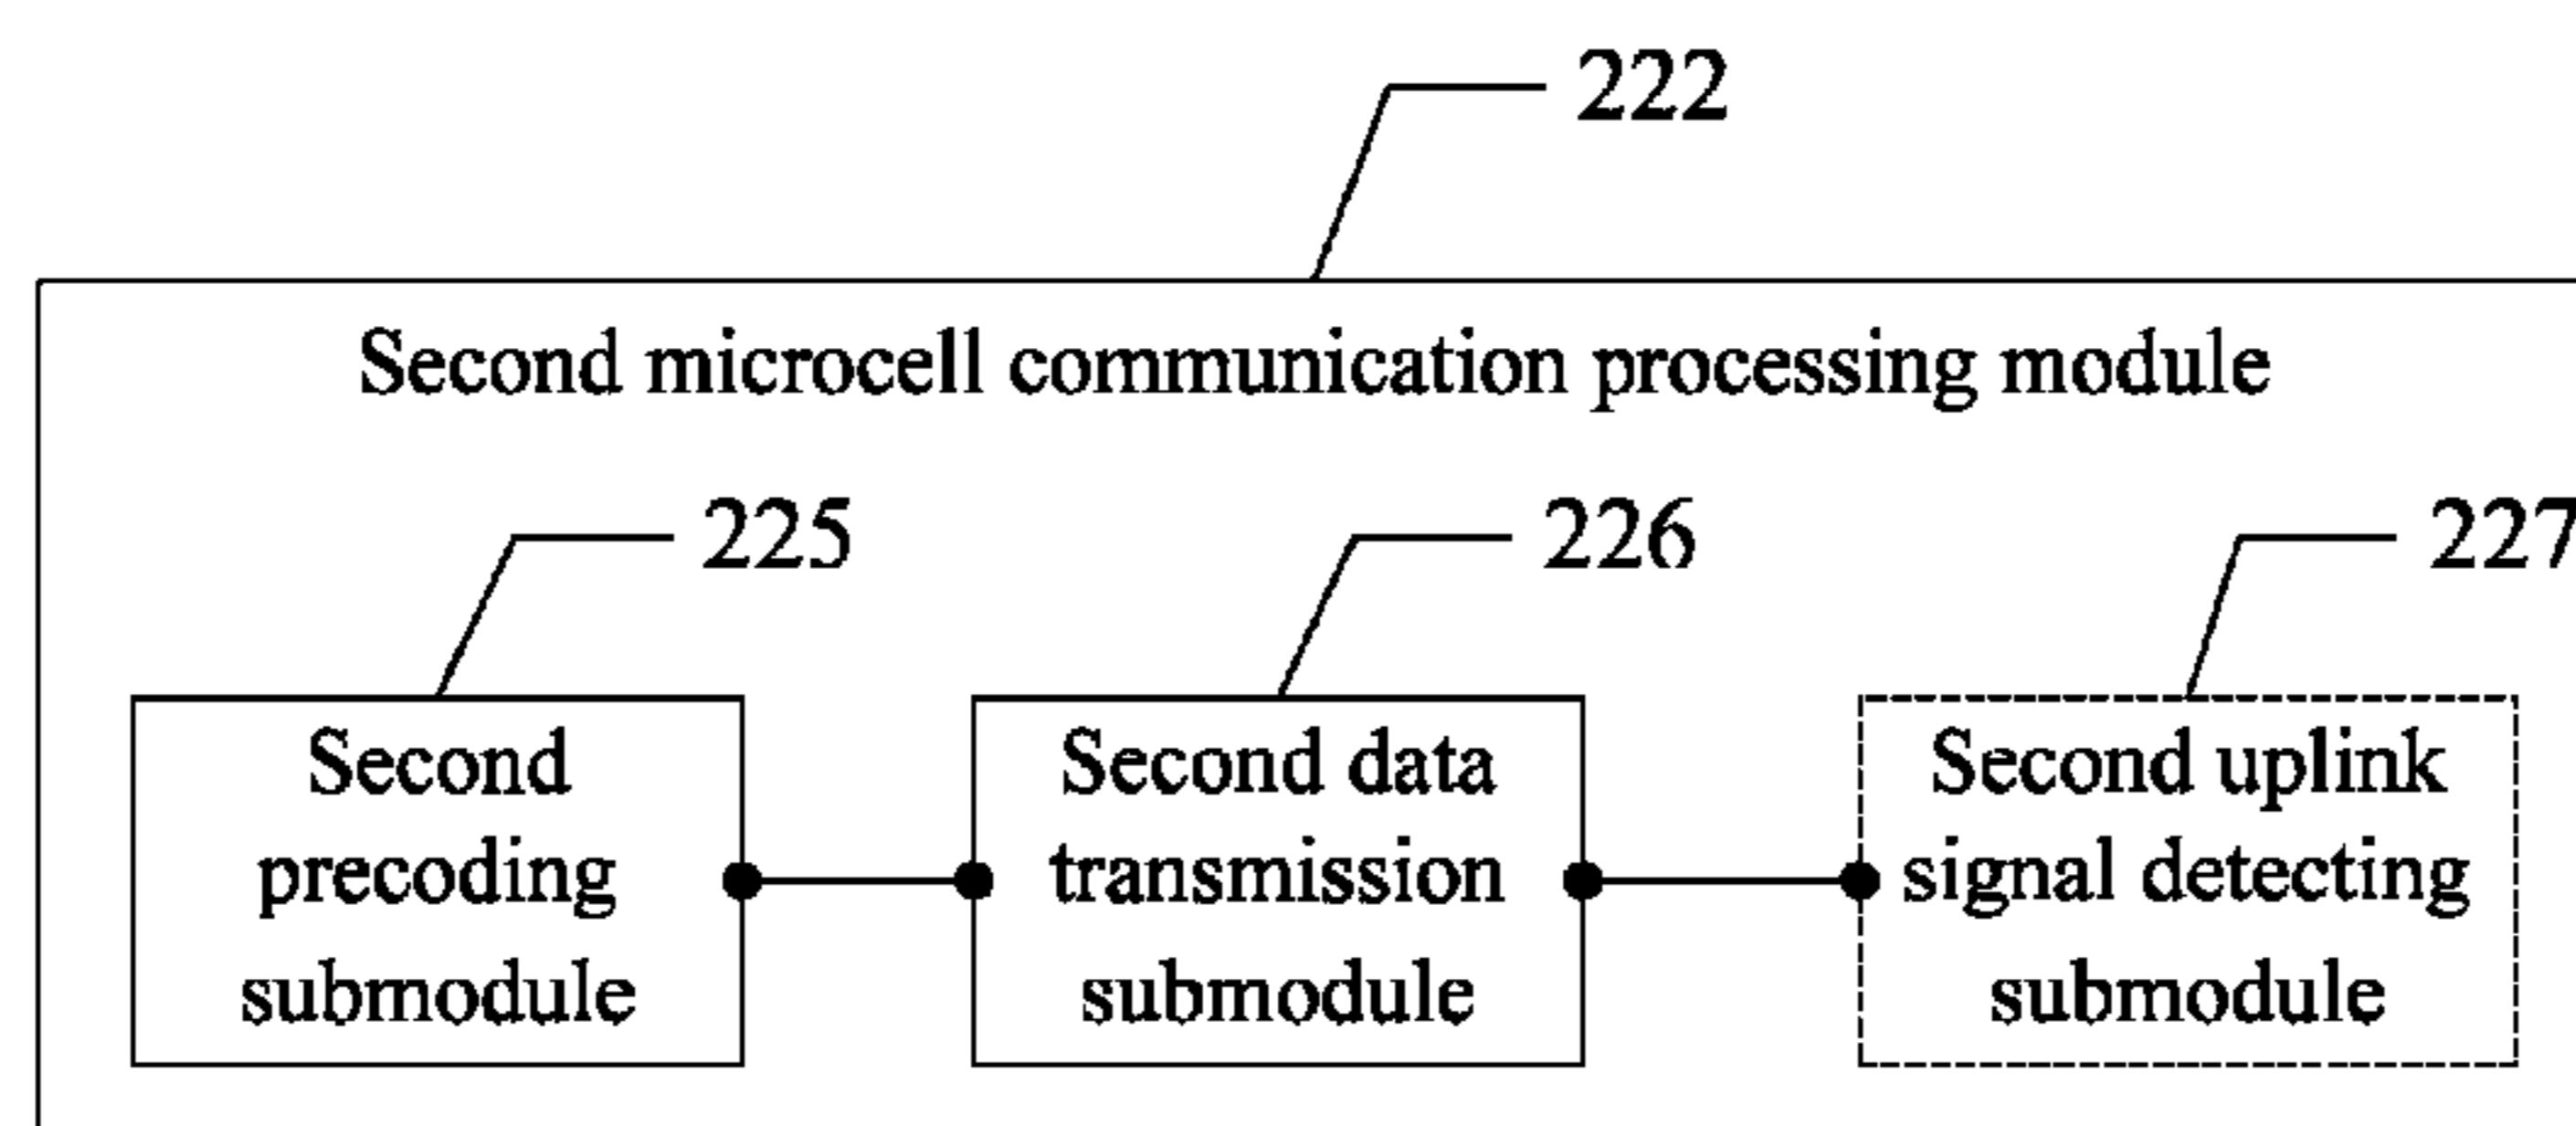 222
Second microcell communication processing module
225
226
227
Second
precoding
submodule
Second data
transmission
submodule
Second uplink
signal detecting
submodule